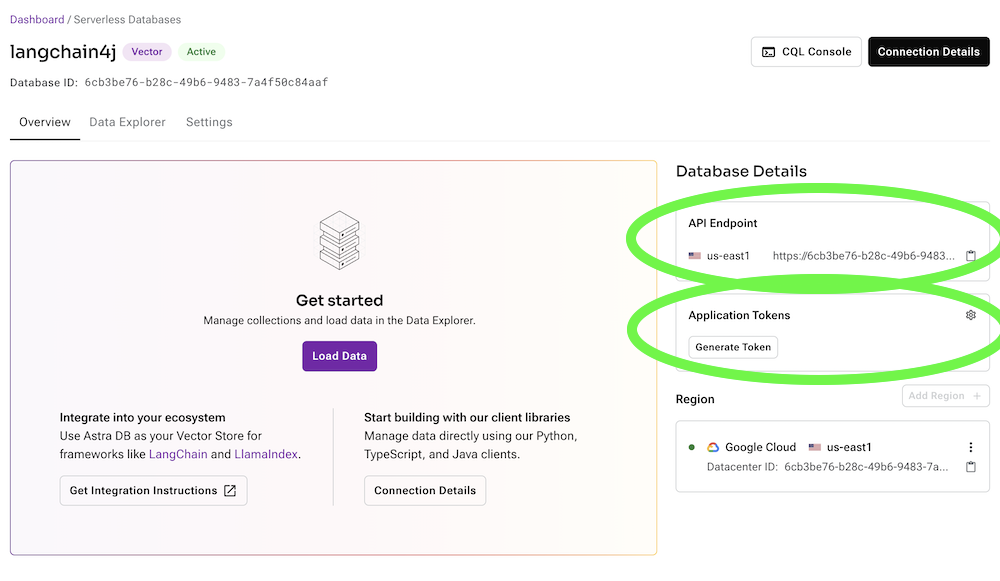 Dashboard / Serverless Databases
langchain4j Vector Active
CQL Console
Connection Details
Database ID: 6cb3be76-b28c-49b6-9483-7a4f50c84aaf
Overview Data Explorer Settings
Get started
Manage collections and load data in the Data Explorer.
Load Data
Integrate into your ecosystem
Use Astra DB as your Vector Store for
frameworks like LangChain and LlamaIndex.
Get Integration Instructions
Start building with our client libraries
Manage data directly using our Python,
TypeScript, and Java clients.
Connection Details
Database Details
API Endpoint
us-east1 https://6cb3be76-b28c-49b6-9483...
Application Tokens
Generate Token
Region
Add Region +
Google Cloud us-east1
Datacenter ID: 6cb3be76-b28c-49b6-9483-7a...